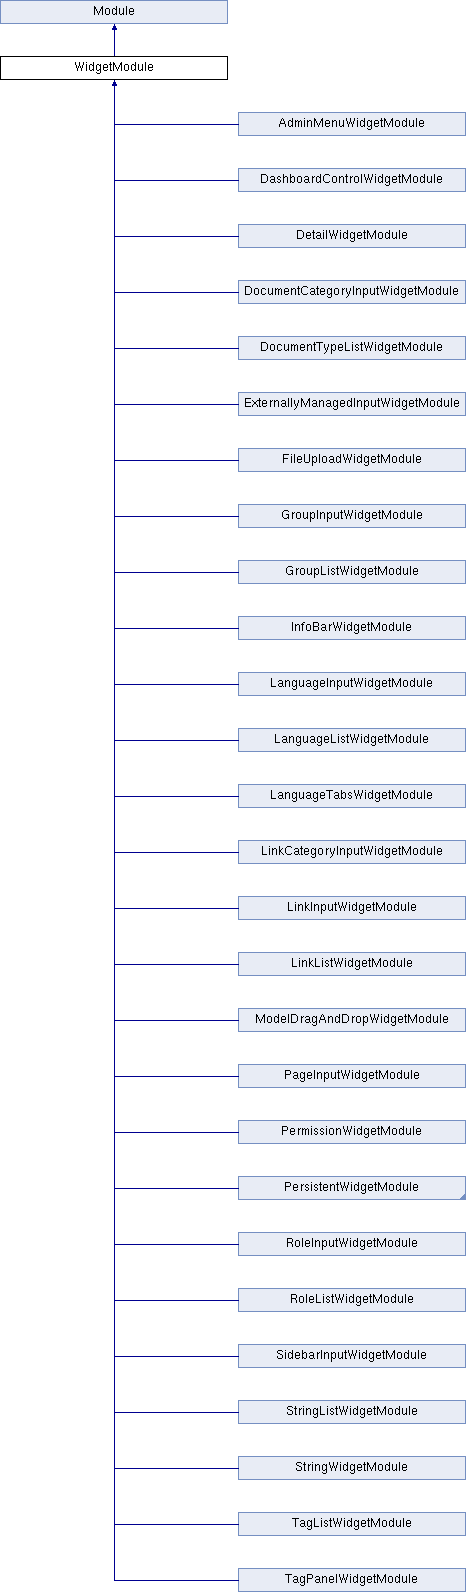 Module
WidgetModule
AdminMenuWidgetModule
DashboardControlWidgetModule
DetailWidgetModule
DocumentCategoryInputWidgetModule
DocumentTypeListWidgetModule
ExternallyManagedInputWidgetModule
FileUploadWidgetModule
GroupInputWidgetModule
GroupListWidgetModule
InfoBarWidgetModule
LanguageInputWidgetModule
LanguageListWidgetModule
LanguageTabsWidgetModule
LinkCategoryInputWidgetModule
LinkInputWidgetModule
LinkListWidgetModule
ModelDragAndDropWidgetModule
PageInputWidgetModule
PermissionWidgetModule
PersistentWidgetModule
RoleInputWidgetModule
RoleListWidgetModule
SidebarInputWidgetModule
StringListWidgetModule
StringWidgetModule
TagListWidgetModule
TagPanelWidgetModule